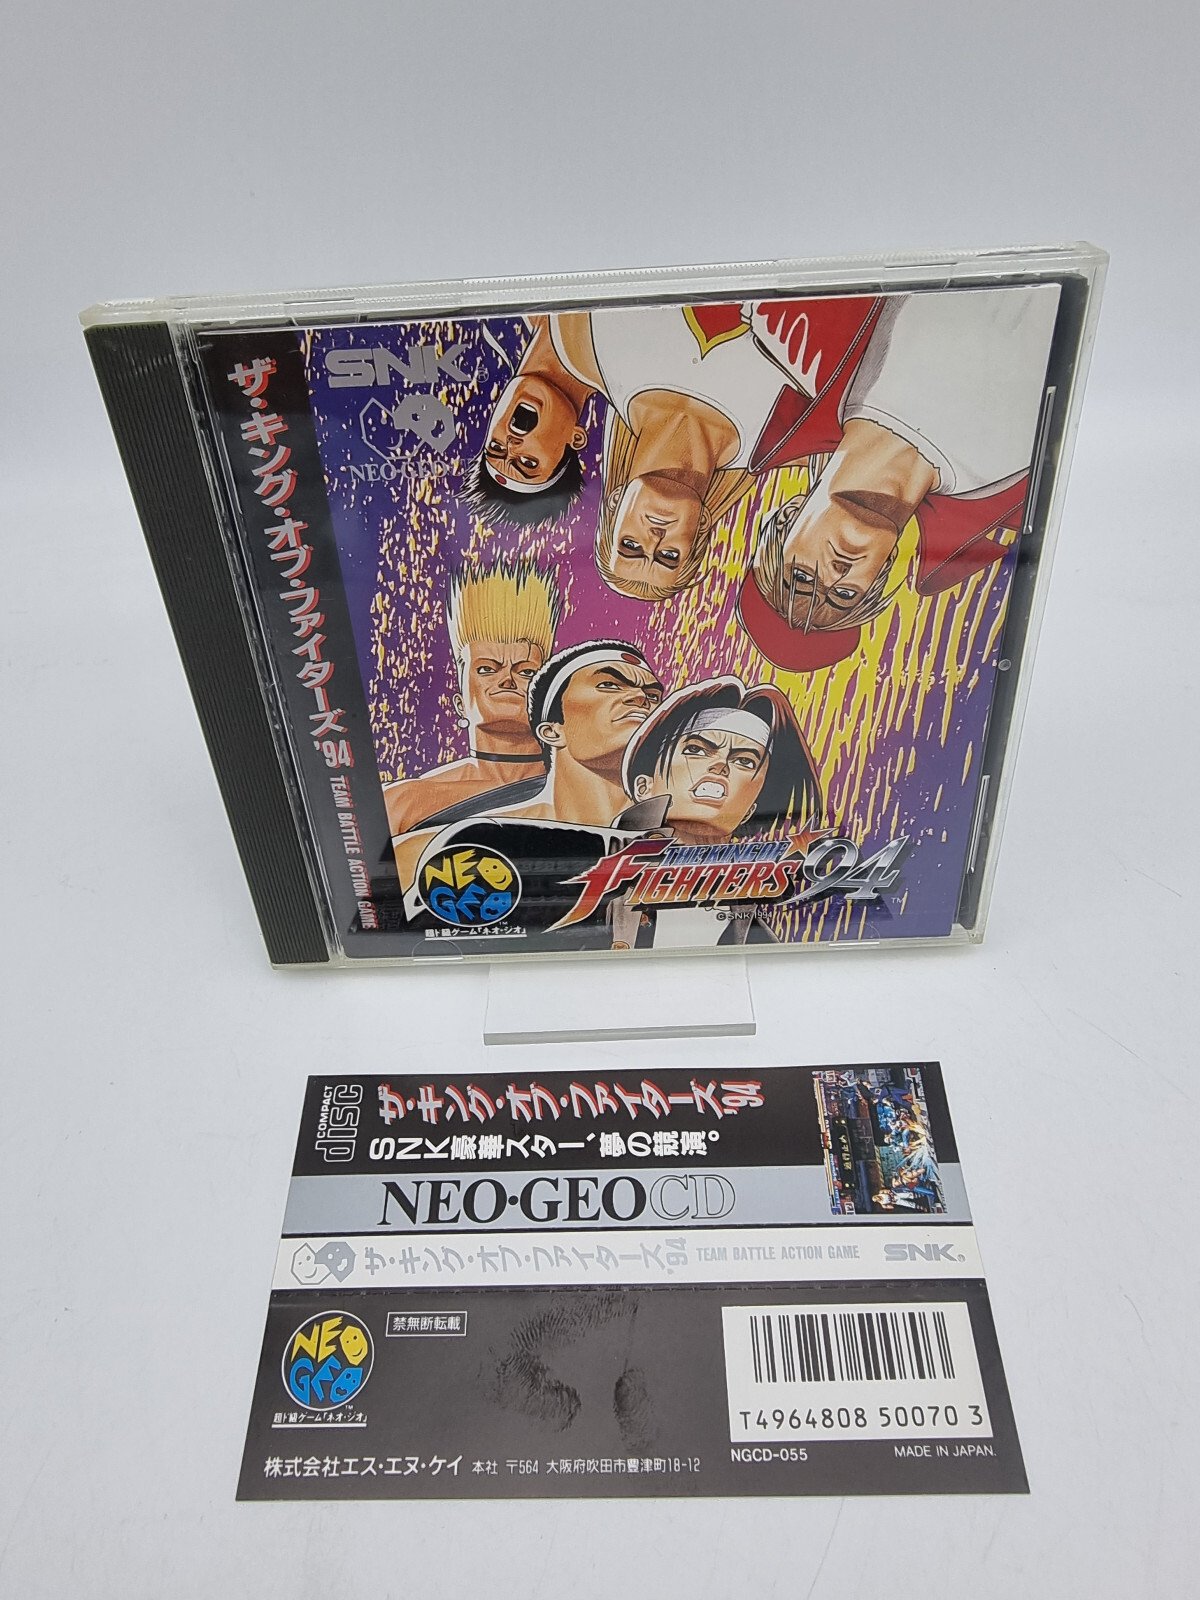 ザ・キング・オブ・ファイターズ'94 TEAM BATTLE ACTION GAME
SNK®
NEO・GEO CD
NEO
GEO
™
超ド級ゲーム「ネオ・ジオ」
THE KING OF
FIGHTERS '94
™
©SNK 1994
COMPACT
disc
ザ・キング・オブ・ファイターズ'94
SNK豪華スター、夢の競演。
NEO・GEO CD
ザ・キング・オブ・ファイターズ'94 TEAM BATTLE ACTION GAME SNK®
NEO
GEO
™
超ド級ゲーム「ネオ・ジオ」
禁無断転載
T4964808 50070 3
NGCD-055 MADE IN JAPAN.
株式会社エス・エヌ・ケイ 本社 〒564 大阪府吹田市豊津町18-12